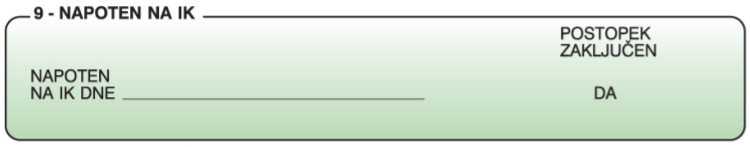 9 - NAPOTEN NA IK
POSTOPEK
ZAKLJUČEN
NAPOTEN
NA IK DNE
DA